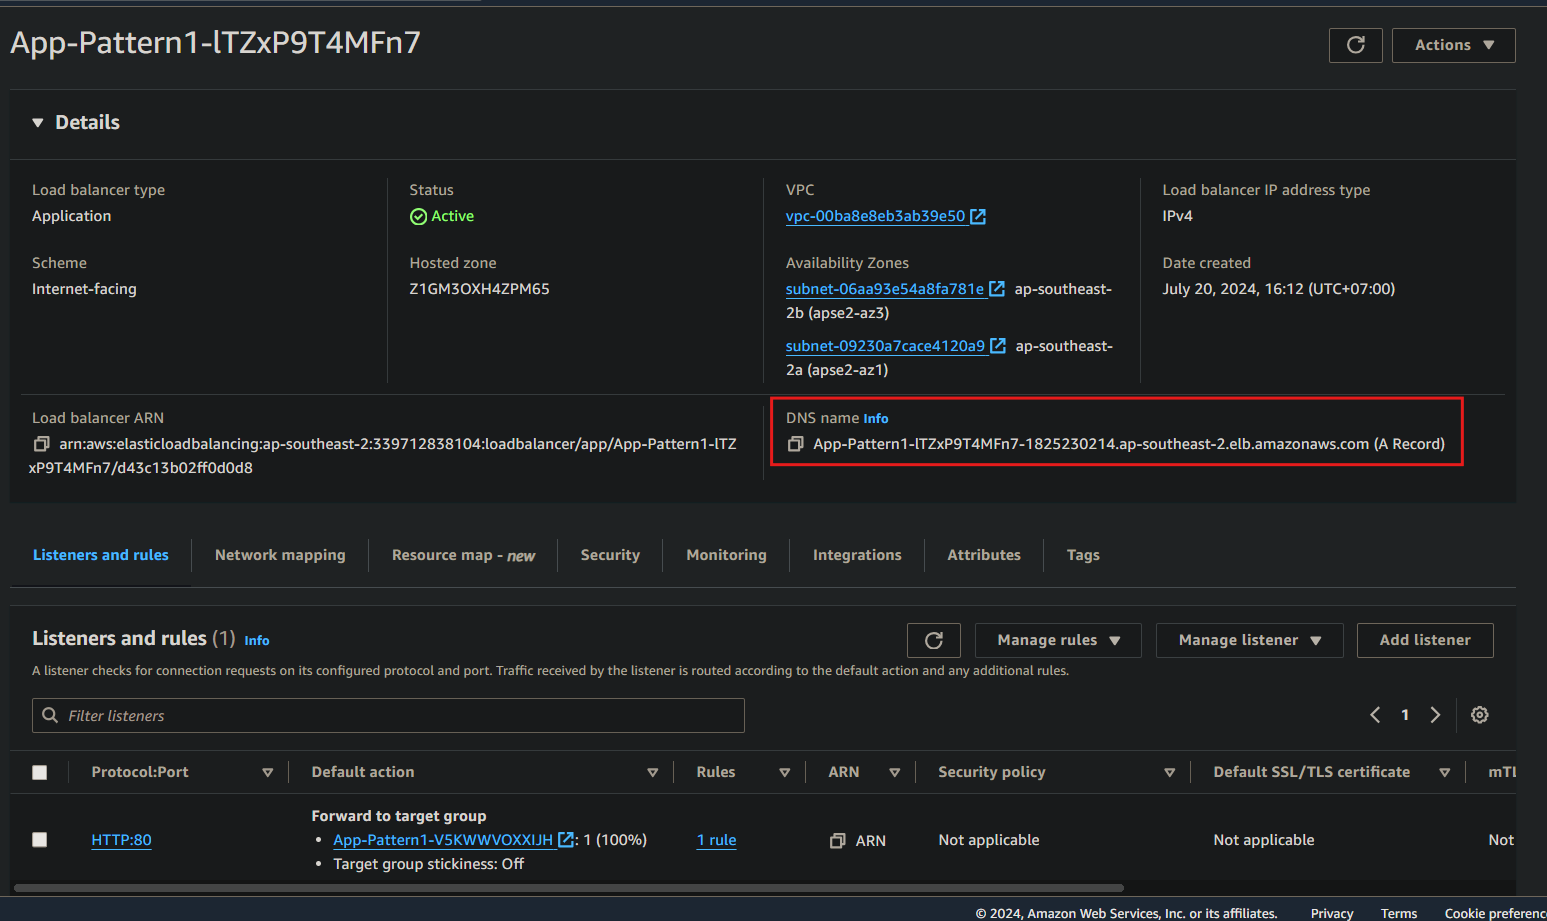 App-Pattern1-lTZxP9T4MFn7
Actions
Details
Load balancer type
Application
Status
Active
VPC
vpc-00ba8e8eb3ab39e50
Load balancer IP address type
IPv4
Scheme
Internet-facing
Hosted zone
Z1GM3OXH4ZPM65
Availability Zones
subnet-06aa93e54a8fa781e ap-southeast-
2b (apse2-az3)
subnet-09230a7cace4120a9 ap-southeast-
2a (apse2-az1)
Date created
July 20, 2024, 16:12 (UTC+07:00)
Load balancer ARN
arn:aws:elasticloadbalancing:ap-southeast-2:339712838104:loadbalancer/app/App-Pattern1-lTZ
xP9T4MFn7/d43c13b02ff0d0d8
DNS name Info
App-Pattern1-lTZxP9T4MFn7-1825230214.ap-southeast-2.elb.amazonaws.com (A Record)
Listeners and rules
Network mapping
Resource map - new
Security
Monitoring
Integrations
Attributes
Tags
Listeners and rules (1) Info
Manage rules
Manage listener
Add listener
A listener checks for connection requests on its configured protocol and port. Traffic received by the listener is routed according to the default action and any additional rules.
Filter listeners
1
Protocol:Port
Default action
Rules
ARN
Security policy
Default SSL/TLS certificate
mTL
HTTP:80
Forward to target group
• App-Pattern1-V5KWWVOXXIJH : 1 (100%)
• Target group stickiness: Off
1 rule
ARN
Not applicable
Not applicable
Not
© 2024, Amazon Web Services, Inc. or its affiliates.
Privacy
Terms
Cookie preferenc